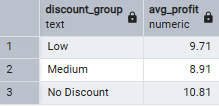 discount_group avg_profit
text numeric
1 Low 9.71
2 Medium 8.91
3 No Discount 10.81